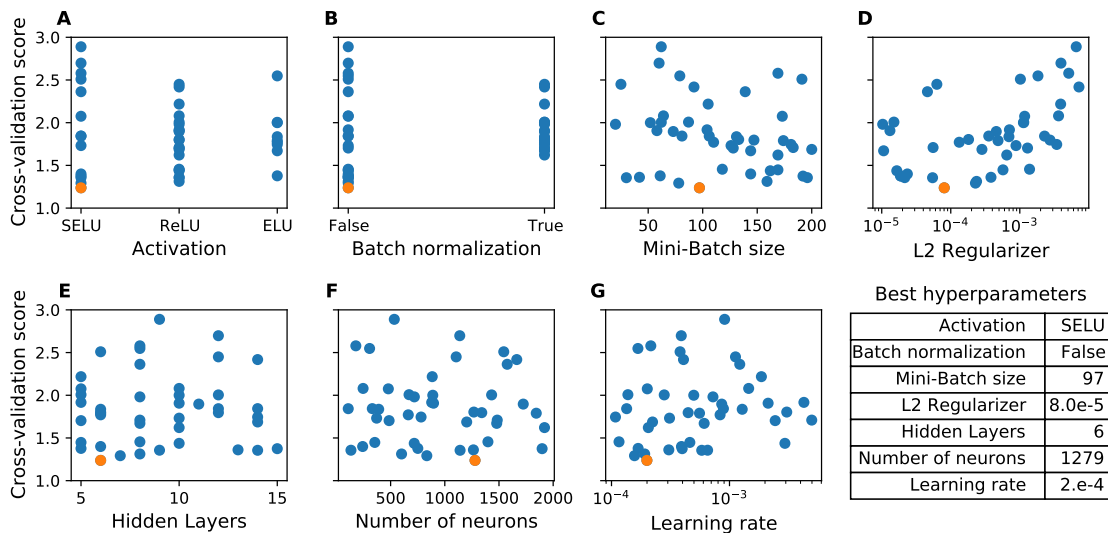 A
B
C
D
Cross-validation score
3.0
2.5
2.0
1.5
1.0
SELU
ReLU
ELU
Activation
False
True
Batch normalization
50
100
150
200
Mini-Batch size
10⁻⁵
10⁻⁴
10⁻³
L2 Regularizer
E
F
G
Cross-validation score
3.0
2.5
2.0
1.5
1.0
5
10
15
Hidden Layers
500
1000
1500
2000
Number of neurons
10⁻⁴
10⁻³
Learning rate
Best hyperparameters
Activation SELU
Batch normalization False
Mini-Batch size 97
L2 Regularizer 8.0e-5
Hidden Layers 6
Number of neurons 1279
Learning rate 2.e-4